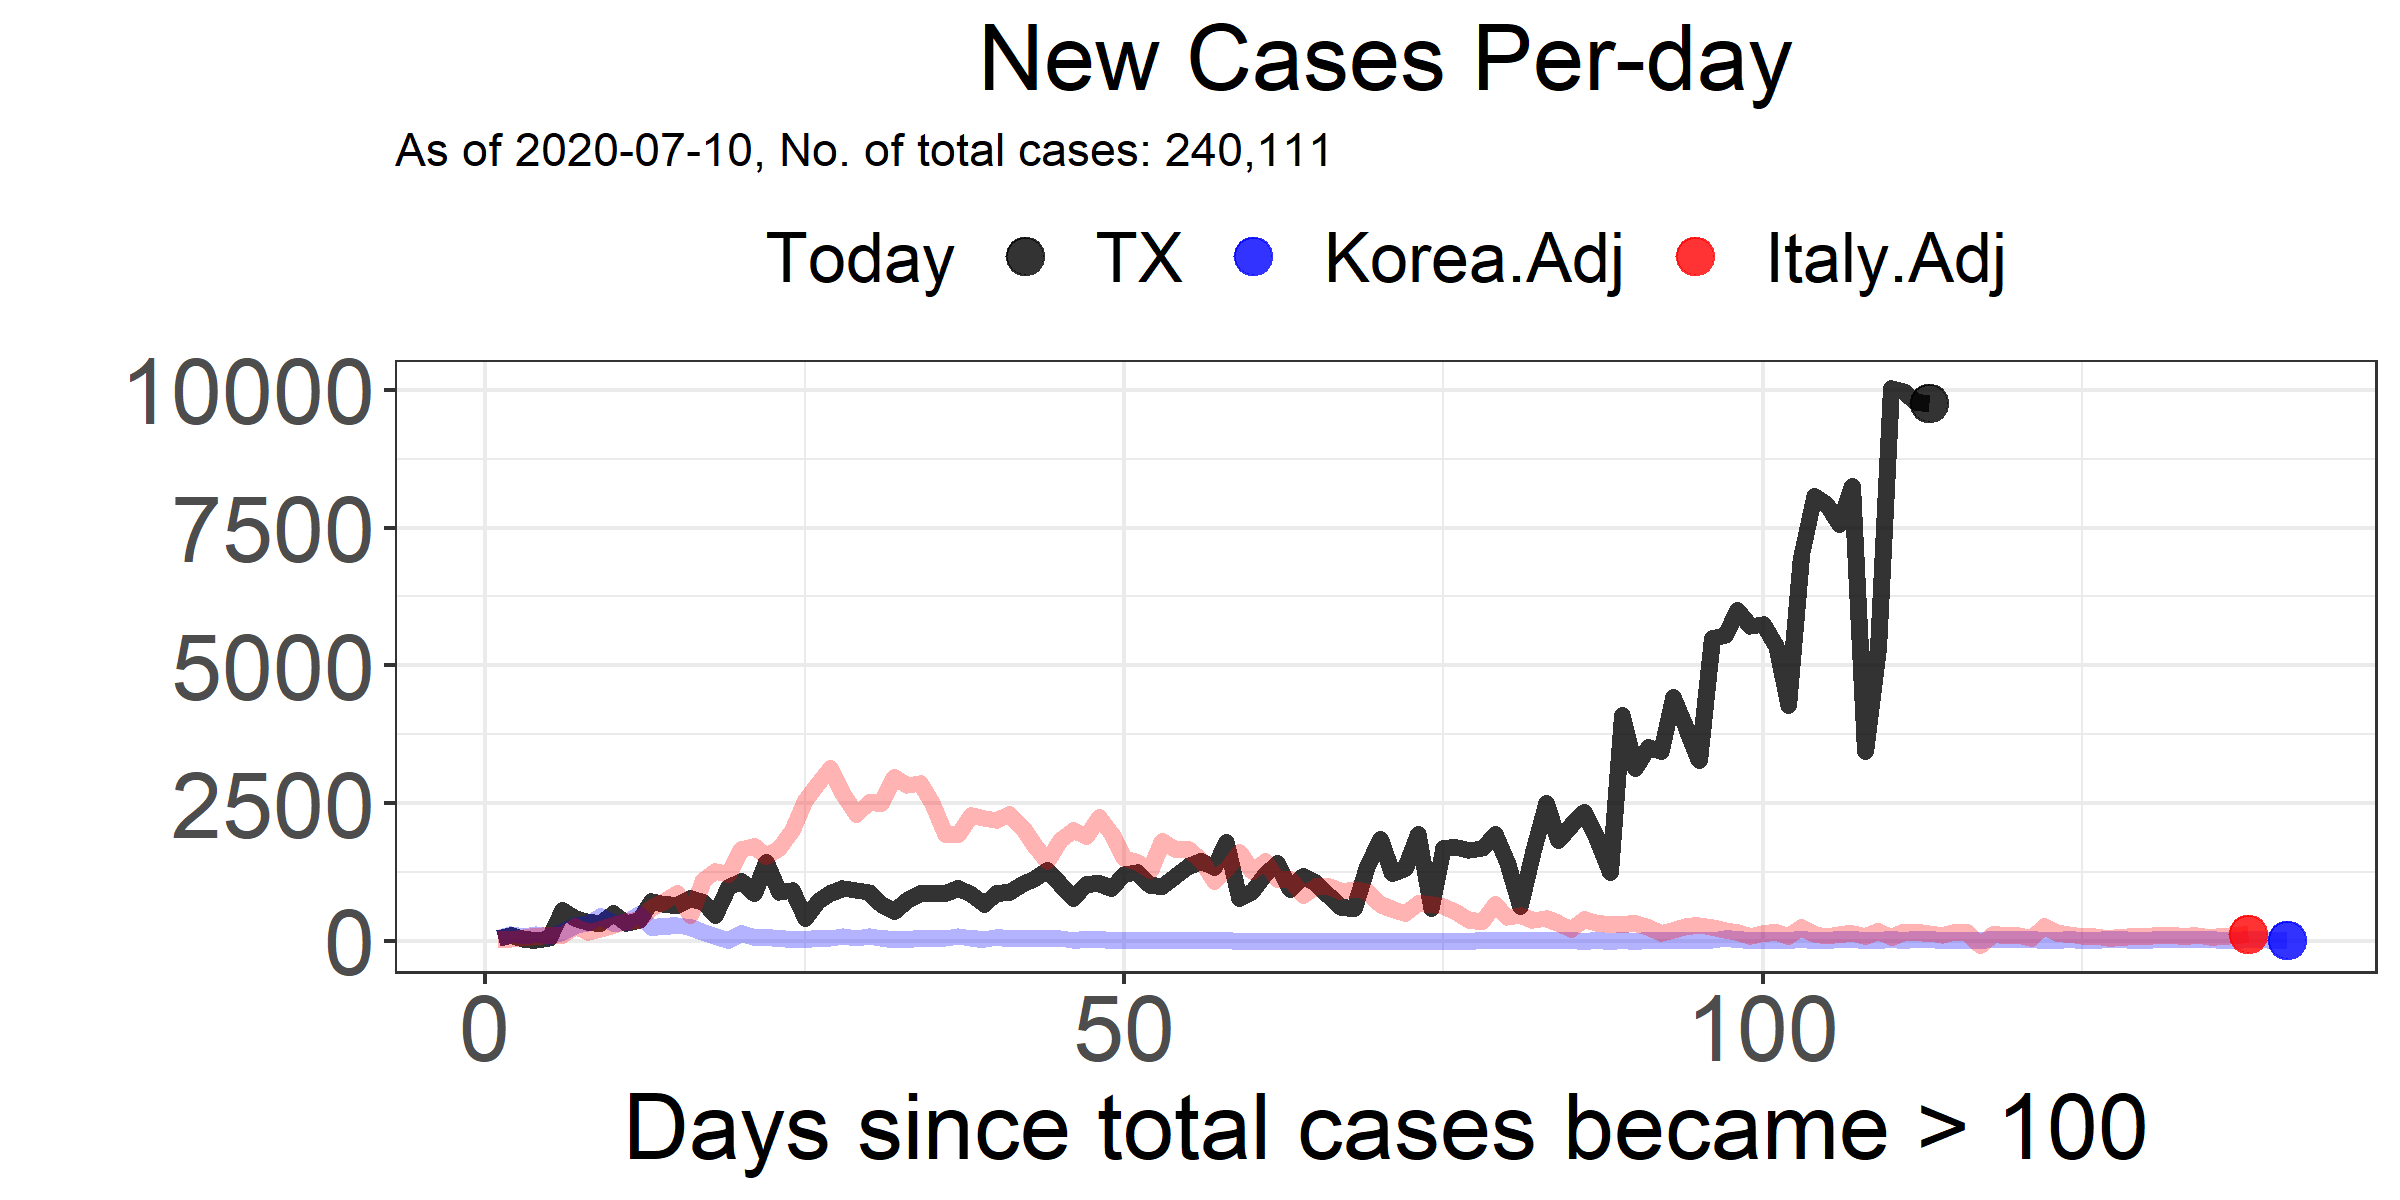 New Cases Per-day
As of 2020-07-10, No. of total cases: 240,111
Today TX Korea.Adj Italy.Adj
10000
7500
5000
2500
0
0 50 100
Days since total cases became > 100